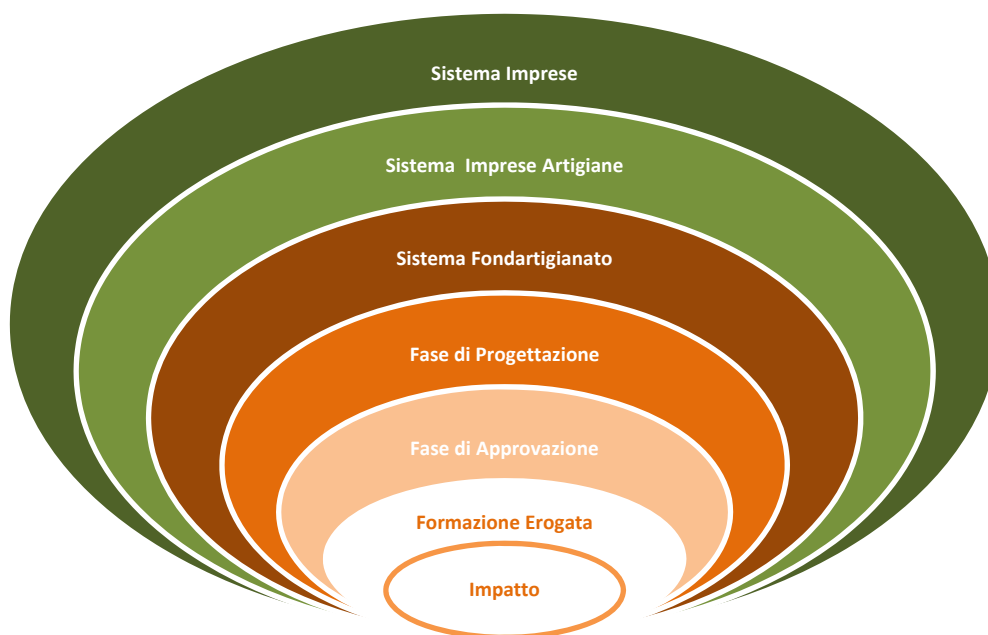 Sistema Imprese
Sistema Imprese Artigiane
Sistema Fondartigianato
Fase di Progettazione
Fase di Approvazione
Formazione Erogata
Impatto